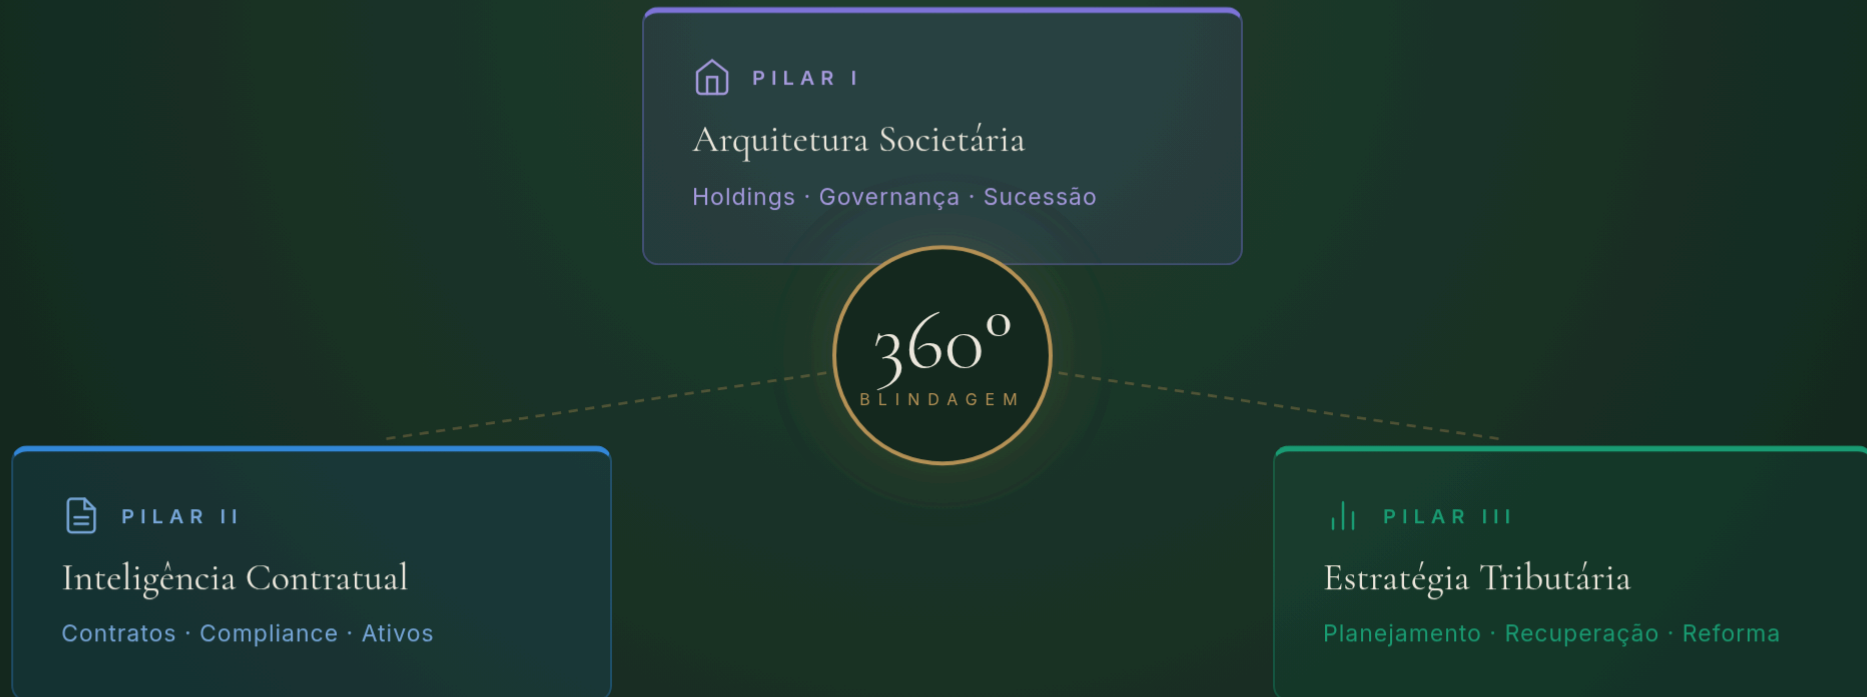 PILAR I
Arquitetura Societária
Holdings · Governança · Sucessão
360°
BLINDAGEM
PILAR II
Inteligência Contratual
Contratos · Compliance · Ativos
PILAR III
Estratégia Tributária
Planejamento · Recuperação · Reforma